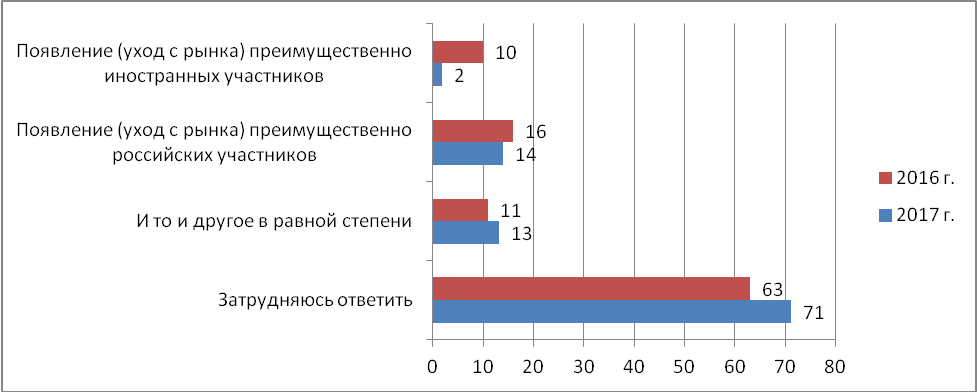 Появление (уход с рынка) преимущественно
иностранных участников
10
2
Появление (уход с рынка) преимущественно
российских участников
16
14
И то и другое в равной степени
11
13
Затрудняюсь ответить
63
71
2016 г.
2017 г.
0 10 20 30 40 50 60 70 80